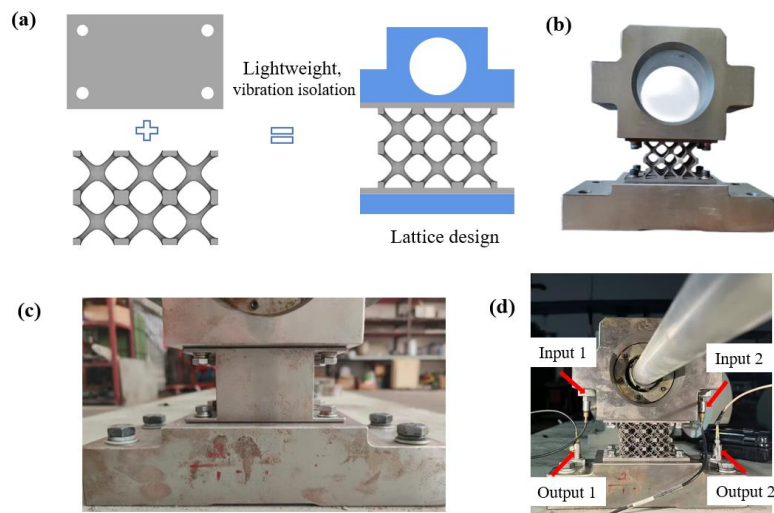 (a)
Lightweight,
vibration isolation
Lattice design
(b)
(c)
(d)
Input 1
Input 2
Output 1
Output 2